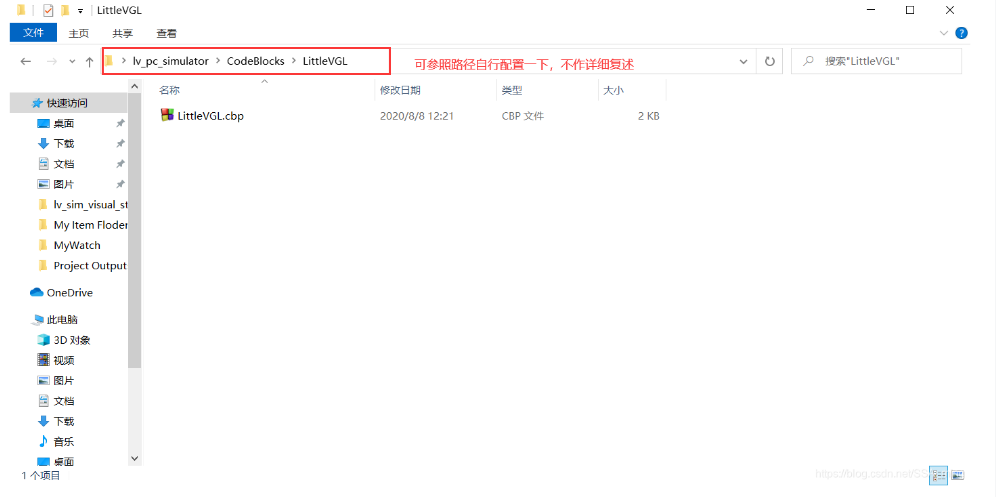 LittleVGL
文件 主页 共享 查看
lv_pc_simulator CodeBlocks LittleVGL
可参照路径自行配置一下，不作详细复述
搜索"LittleVGL"
名称 修改日期 类型 大小
LittleVGL.cbp 2020/8/8 12:21 CBP 文件 2 KB
快速访问
桌面
下载
文档
图片
lv_sim_visual_st
My Item Floder
MyWatch
Project Output
OneDrive
此电脑
3D 对象
视频
图片
文档
下载
音乐
桌面
1 个项目